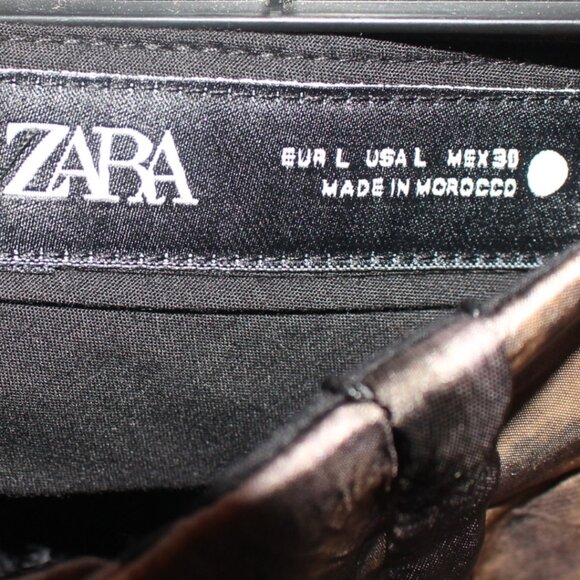 ZARA
EUR L USA L MEX 30
MADE IN MOROCCO